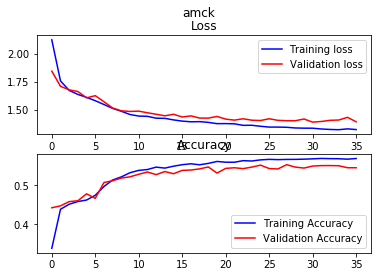 amck
Loss
2.00
1.75
1.50
Training loss
Validation loss
0 5 10 15 20 25 30 35
Accuracy
0.5
0.4
Training Accuracy
Validation Accuracy
0 5 10 15 20 25 30 35